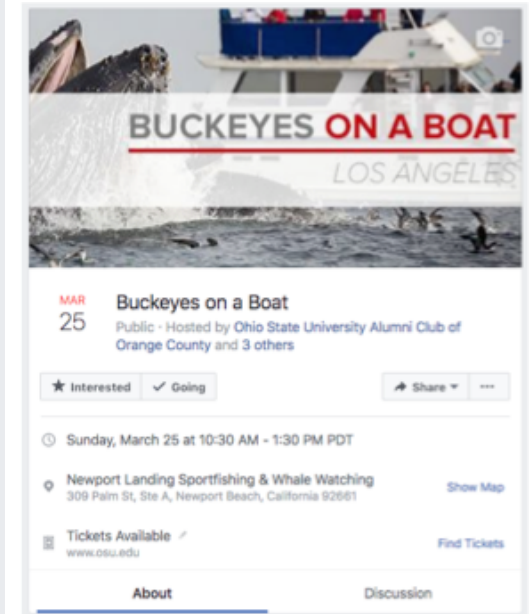 BUCKEYES ON A BOAT
LOS ANGELES
MAR
25
Buckeyes on a Boat
Public · Hosted by Ohio State University Alumni Club of
Orange County and 3 others
Interested
Going
Share
Sunday, March 25 at 10:30 AM - 1:30 PM PDT
Newport Landing Sportfishing & Whale Watching
309 Palm St, Ste A, Newport Beach, California 92661
Show Map
Tickets Available
www.osu.edu
Find Tickets
About
Discussion